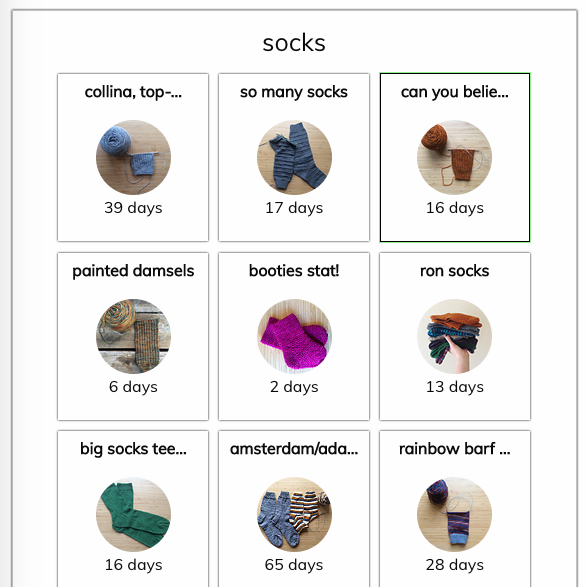 socks
collina, top-...
so many socks
can you belie...
39 days
17 days
16 days
painted damsels
booties stat!
ron socks
6 days
2 days
13 days
big socks tee...
amsterdam/ada...
rainbow barf ...
16 days
65 days
28 days